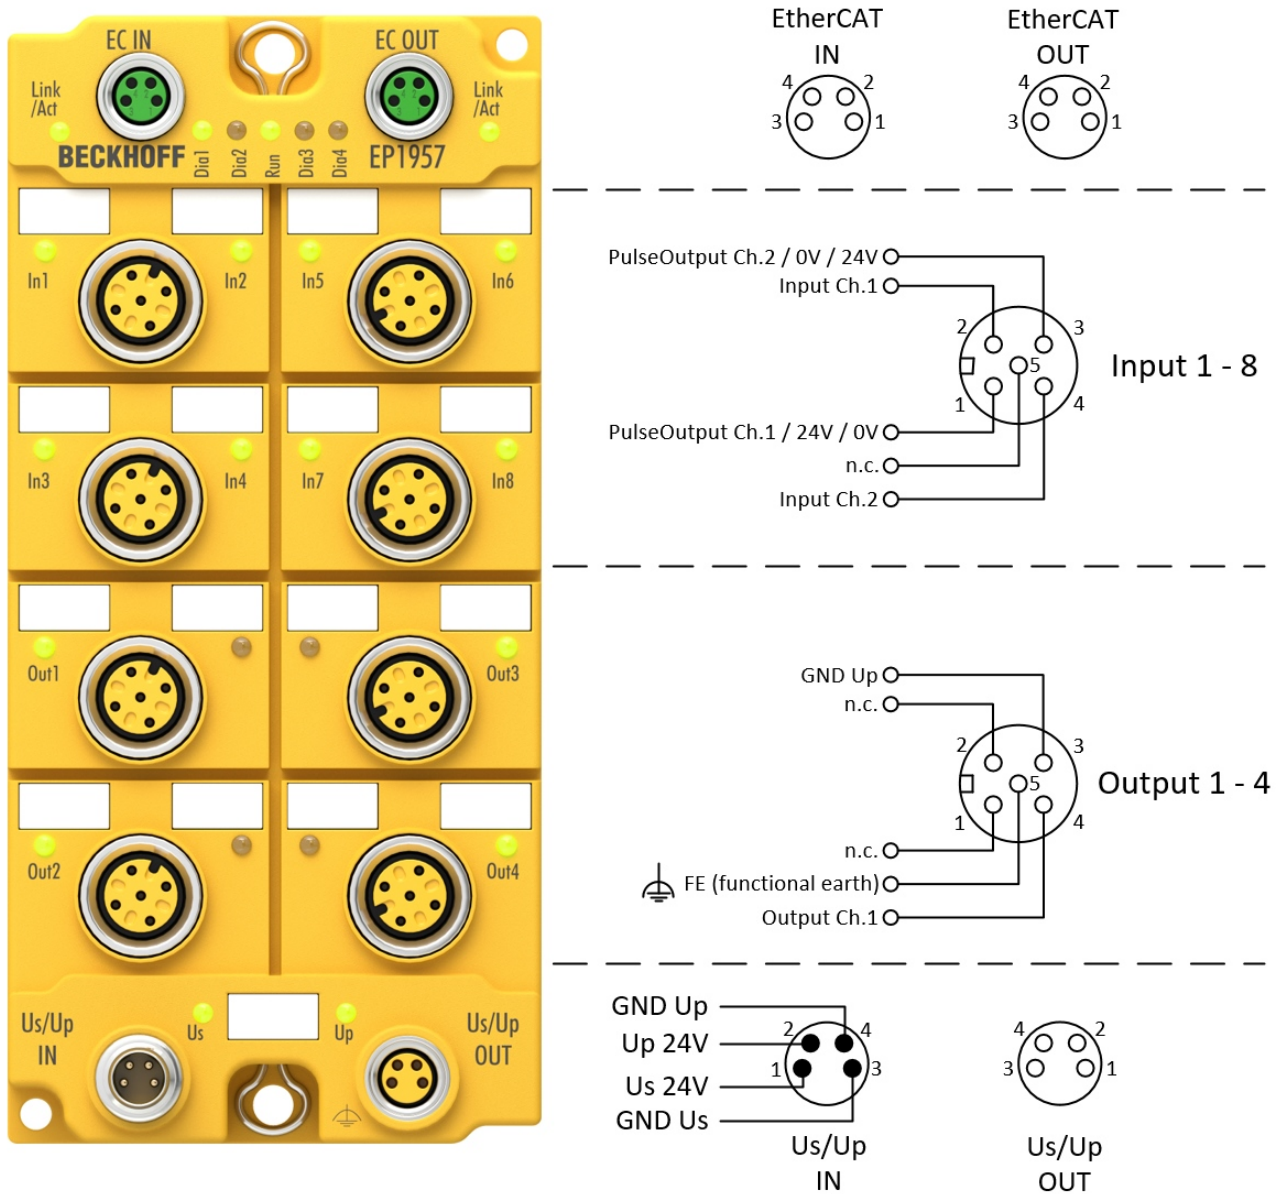 EC IN
EC OUT
Link
/Act
Link
/Act
BECKHOFF
Dia1
Dia2
Run
Dia3
Dia4
EP1957
In1
In2
In5
In6
In3
In4
In7
In8
Out1
Out3
Out2
Out4
Us/Up
IN
Us
Up
Us/Up
OUT
EtherCAT
IN
4
2
3
1
EtherCAT
OUT
4
2
3
1
PulseOutput Ch.2 / 0V / 24V
Input Ch.1
2
3
5
1
4
Input 1 - 8
PulseOutput Ch.1 / 24V / 0V
n.c.
Input Ch.2
GND Up
n.c.
2
3
5
1
4
Output 1 - 4
n.c.
FE (functional earth)
Output Ch.1
GND Up
Up 24V
Us 24V
GND Us
2
4
1
3
Us/Up
IN
4
2
3
1
Us/Up
OUT